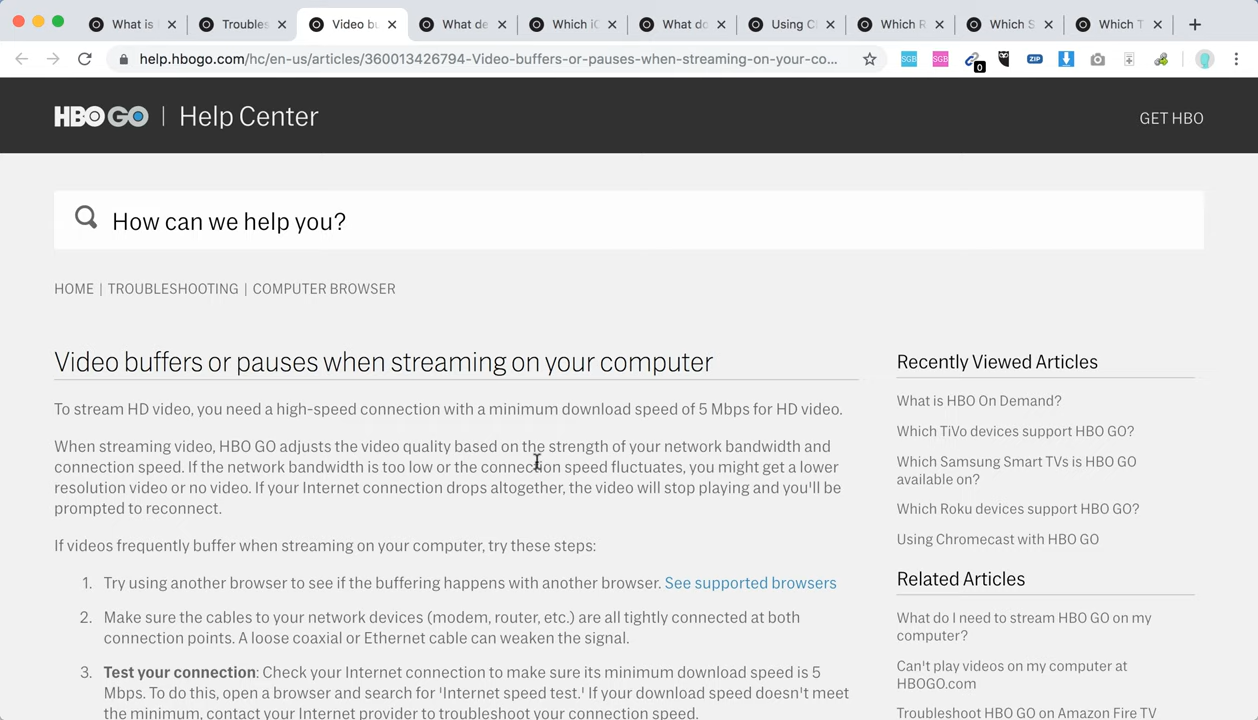 What is
Troubles
Video bu
What de
Which iO
What do
Using C
Which R
Which S
Which T
help.hbogo.com/hc/en-us/articles/360013426794-Video-buffers-or-pauses-when-streaming-on-your-co...
SGB
SGB
0
ZIP
HBO GO | Help Center
GET HBO
How can we help you?
HOME | TROUBLESHOOTING | COMPUTER BROWSER
Video buffers or pauses when streaming on your computer
To stream HD video, you need a high-speed connection with a minimum download speed of 5 Mbps for HD video.
When streaming video, HBO GO adjusts the video quality based on the strength of your network bandwidth and
connection speed. If the network bandwidth is too low or the connection speed fluctuates, you might get a lower
resolution video or no video. If your Internet connection drops altogether, the video will stop playing and you'll be
prompted to reconnect.
If videos frequently buffer when streaming on your computer, try these steps:
1. Try using another browser to see if the buffering happens with another browser. See supported browsers
2. Make sure the cables to your network devices (modem, router, etc.) are all tightly connected at both
connection points. A loose coaxial or Ethernet cable can weaken the signal.
3. Test your connection: Check your Internet connection to make sure its minimum download speed is 5
Mbps. To do this, open a browser and search for 'Internet speed test.' If your download speed doesn't meet
the minimum, contact your Internet provider to troubleshoot your connection speed.
Recently Viewed Articles
What is HBO On Demand?
Which TiVo devices support HBO GO?
Which Samsung Smart TVs is HBO GO
available on?
Which Roku devices support HBO GO?
Using Chromecast with HBO GO
Related Articles
What do I need to stream HBO GO on my
computer?
Can't play videos on my computer at
HBOGO.com
Troubleshoot HBO GO on Amazon Fire TV